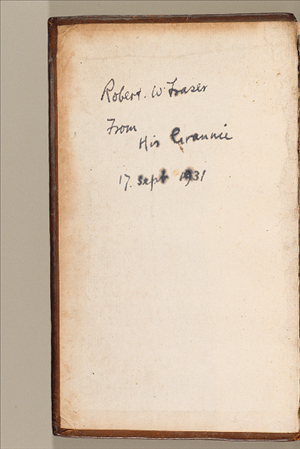 Robert. W. Fraser
From
His Grannie
17. Sept 1931